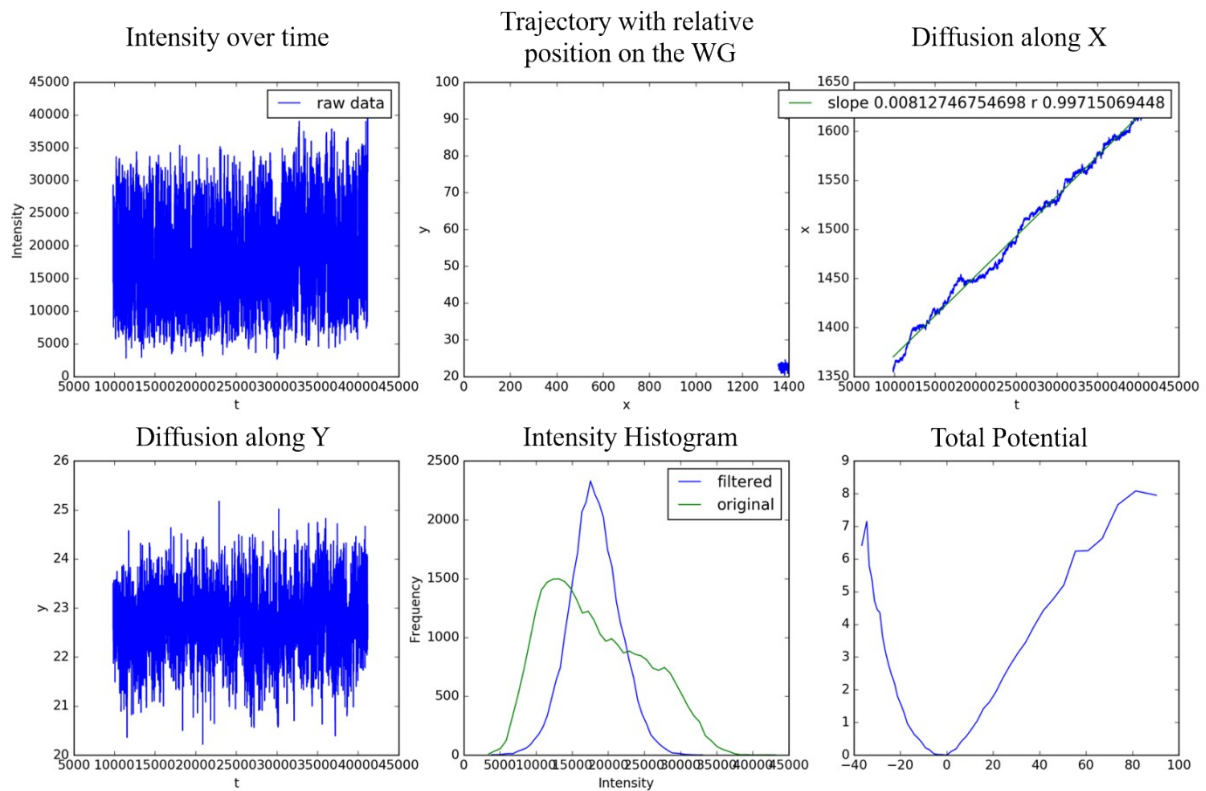 Intensity over time
45000
40000
35000
30000
25000
20000
15000
10000
5000
0
Intensity
raw data
5000 10000 15000 20000 25000 30000 35000 40000 45000
t
Trajectory with relative
position on the WG
100
90
80
70
60
50
40
30
20
y
0 200 400 600 800 1000 1200 1400
x
Diffusion along X
1650
1600
1550
1500
1450
1400
1350
x
slope 0.00812746754698 r 0.99715069448
5000 10000 15000 20000 25000 30000 35000 40000 45000
t
Diffusion along Y
26
25
24
23
22
21
20
y
5000 10000 15000 20000 25000 30000 35000 40000 45000
t
Intensity Histogram
2500
2000
1500
1000
500
0
Frequency
filtered
original
0 5000 10000 15000 20000 25000 30000 35000 40000 45000
Intensity
Total Potential
9
8
7
6
5
4
3
2
1
0
−40 −20 0 20 40 60 80 100